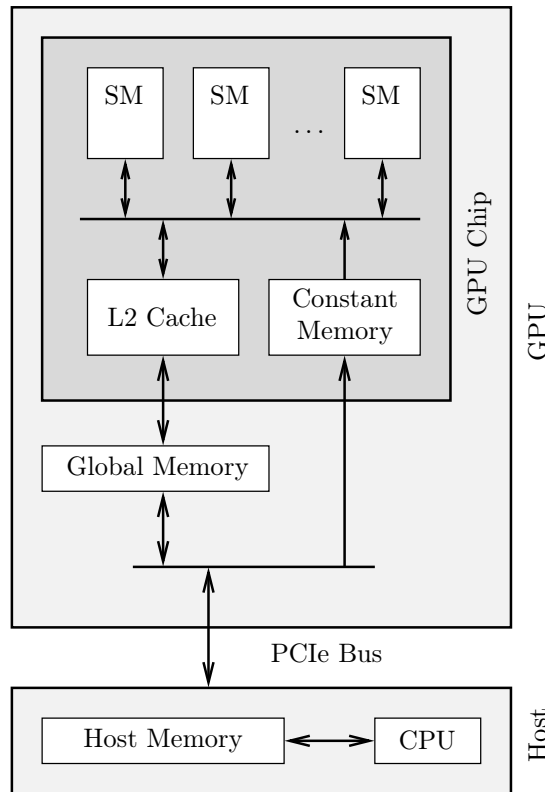 SM
SM
SM
...
L2 Cache
Constant
Memory
GPU Chip
GPU
Global Memory
PCIe Bus
Host Memory
CPU
Host